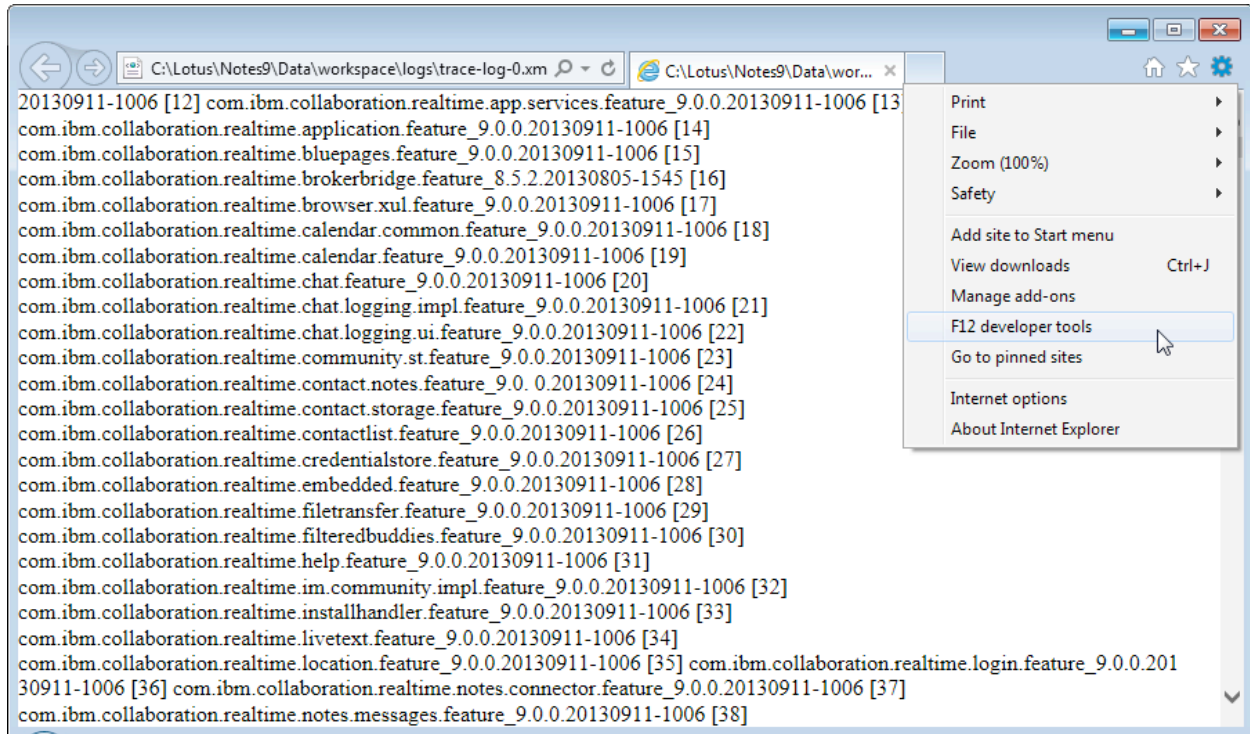 C:\Lotus\Notes9\Data\workspace\logs\trace-log-0.xm
C:\Lotus\Notes9\Data\wor...
20130911-1006 [12] com.ibm.collaboration.realtime.app.services.feature_9.0.0.20130911-1006 [13]
com.ibm.collaboration.realtime.application.feature_9.0.0.20130911-1006 [14]
com.ibm.collaboration.realtime.bluepages.feature_9.0.0.20130911-1006 [15]
com.ibm.collaboration.realtime.brokerbridge.feature_8.5.2.20130805-1545 [16]
com.ibm.collaboration.realtime.browser.xul.feature_9.0.0.20130911-1006 [17]
com.ibm.collaboration.realtime.calendar.common.feature_9.0.0.20130911-1006 [18]
com.ibm.collaboration.realtime.calendar.feature_9.0.0.20130911-1006 [19]
com.ibm.collaboration.realtime.chat.feature_9.0.0.20130911-1006 [20]
com.ibm.collaboration.realtime.chat.logging.impl.feature_9.0.0.20130911-1006 [21]
com.ibm.collaboration.realtime.chat.logging.ui.feature_9.0.0.20130911-1006 [22]
com.ibm.collaboration.realtime.community.st.feature_9.0.0.20130911-1006 [23]
com.ibm.collaboration.realtime.contact.notes.feature_9.0. 0.20130911-1006 [24]
com.ibm.collaboration.realtime.contact.storage.feature_9.0.0.20130911-1006 [25]
com.ibm.collaboration.realtime.contactlist.feature_9.0.0.20130911-1006 [26]
com.ibm.collaboration.realtime.credentialstore.feature_9.0.0.20130911-1006 [27]
com.ibm.collaboration.realtime.embedded.feature_9.0.0.20130911-1006 [28]
com.ibm.collaboration.realtime.filetransfer.feature_9.0.0.20130911-1006 [29]
com.ibm.collaboration.realtime.filteredbuddies.feature_9.0.0.20130911-1006 [30]
com.ibm.collaboration.realtime.help.feature_9.0.0.20130911-1006 [31]
com.ibm.collaboration.realtime.im.community.impl.feature_9.0.0.20130911-1006 [32]
com.ibm.collaboration.realtime.installhandler.feature_9.0.0.20130911-1006 [33]
com.ibm.collaboration.realtime.livetext.feature_9.0.0.20130911-1006 [34]
com.ibm.collaboration.realtime.location.feature_9.0.0.20130911-1006 [35] com.ibm.collaboration.realtime.login.feature_9.0.0.201
30911-1006 [36] com.ibm.collaboration.realtime.notes.connector.feature_9.0.0.20130911-1006 [37]
com.ibm.collaboration.realtime.notes.messages.feature_9.0.0.20130911-1006 [38]
Print
File
Zoom (100%)
Safety
Add site to Start menu
View downloads Ctrl+J
Manage add-ons
F12 developer tools
Go to pinned sites
Internet options
About Internet Explorer